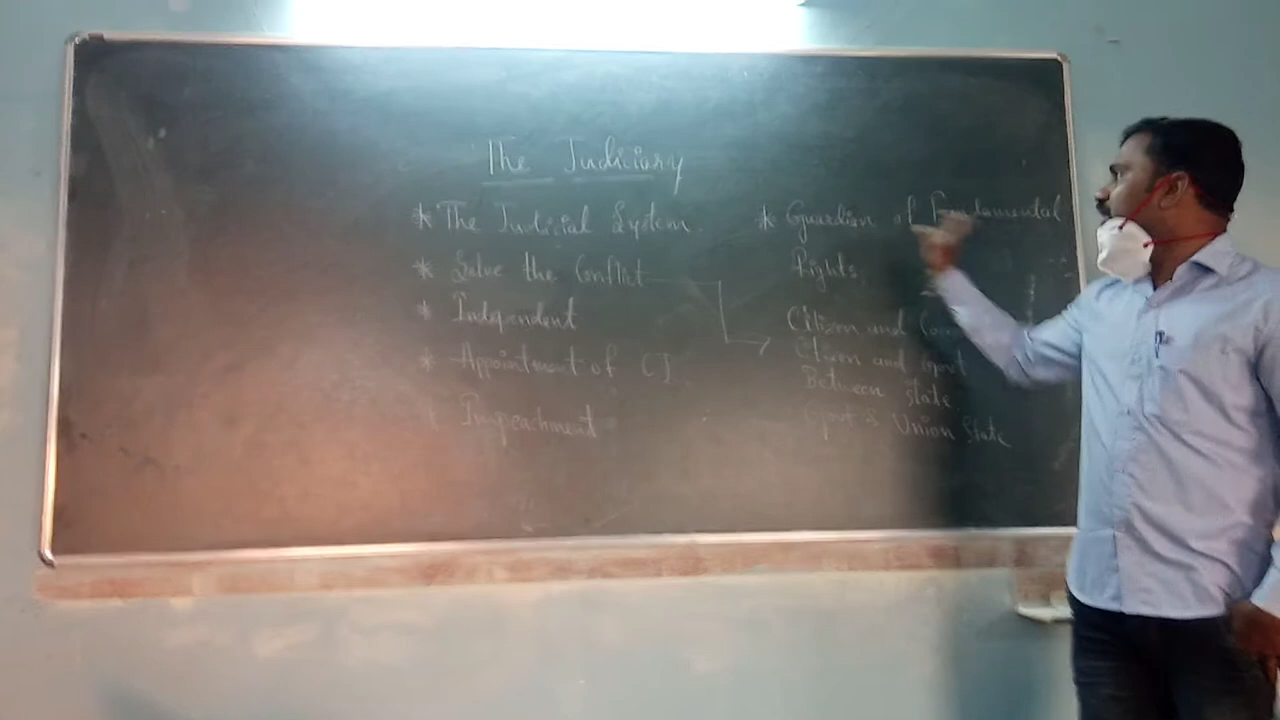 The Judiciary
* The Judicial System.
* Solve the Conflict
* Independent
* Appointment of CJ
* Impeachment
* Guardian of Fundamental
Rights
Citizen and
Citizen and Govt
Between State
Govt & Union State